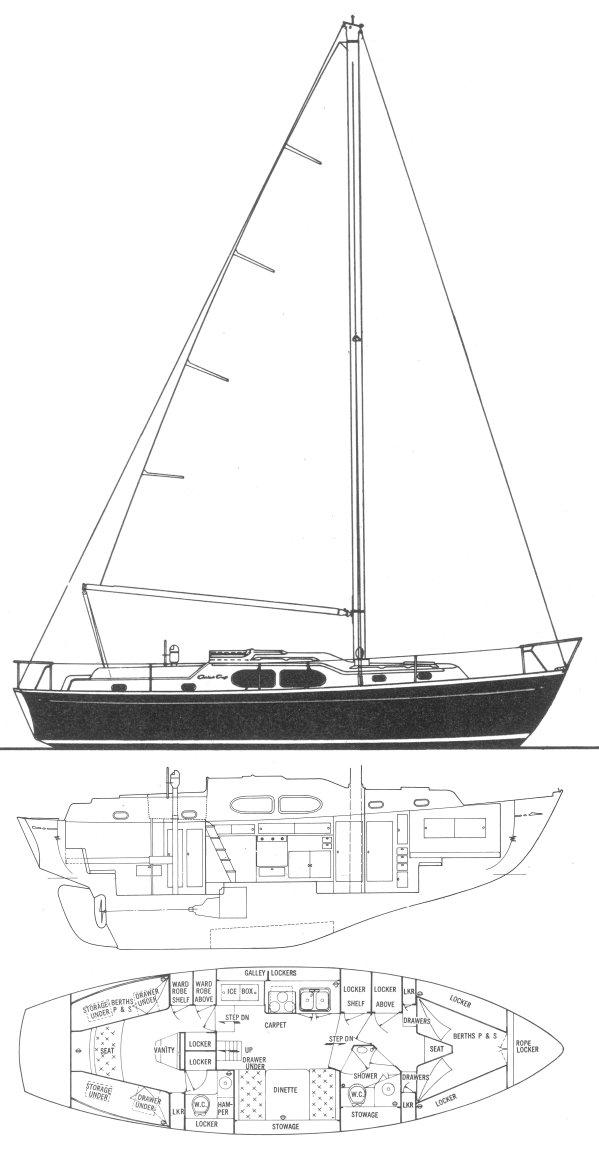 Chris Craft
GALLEY LOCKERS
WARD ROBE SHELF
WARD ROBE ABOVE
ICE BOX
LOCKER SHELF
LOCKER ABOVE
LKR
LOCKER
STORAGE UNDER
BERTHS P & S
DRAWER UNDER
STEP DN
CARPET
DRAWERS
BERTHS P & S
ROPE LOCKER
SEAT
VANITY
LOCKER
LOCKER
UP
STEP DN
SEAT
DRAWER UNDER
DINETTE
SHOWER
DRAWERS
STORAGE UNDER
DRAWER UNDER
LKR
W.C.
HAM-
PER
W.C.
LKR
LOCKER
LOCKER
STOWAGE
STOWAGE